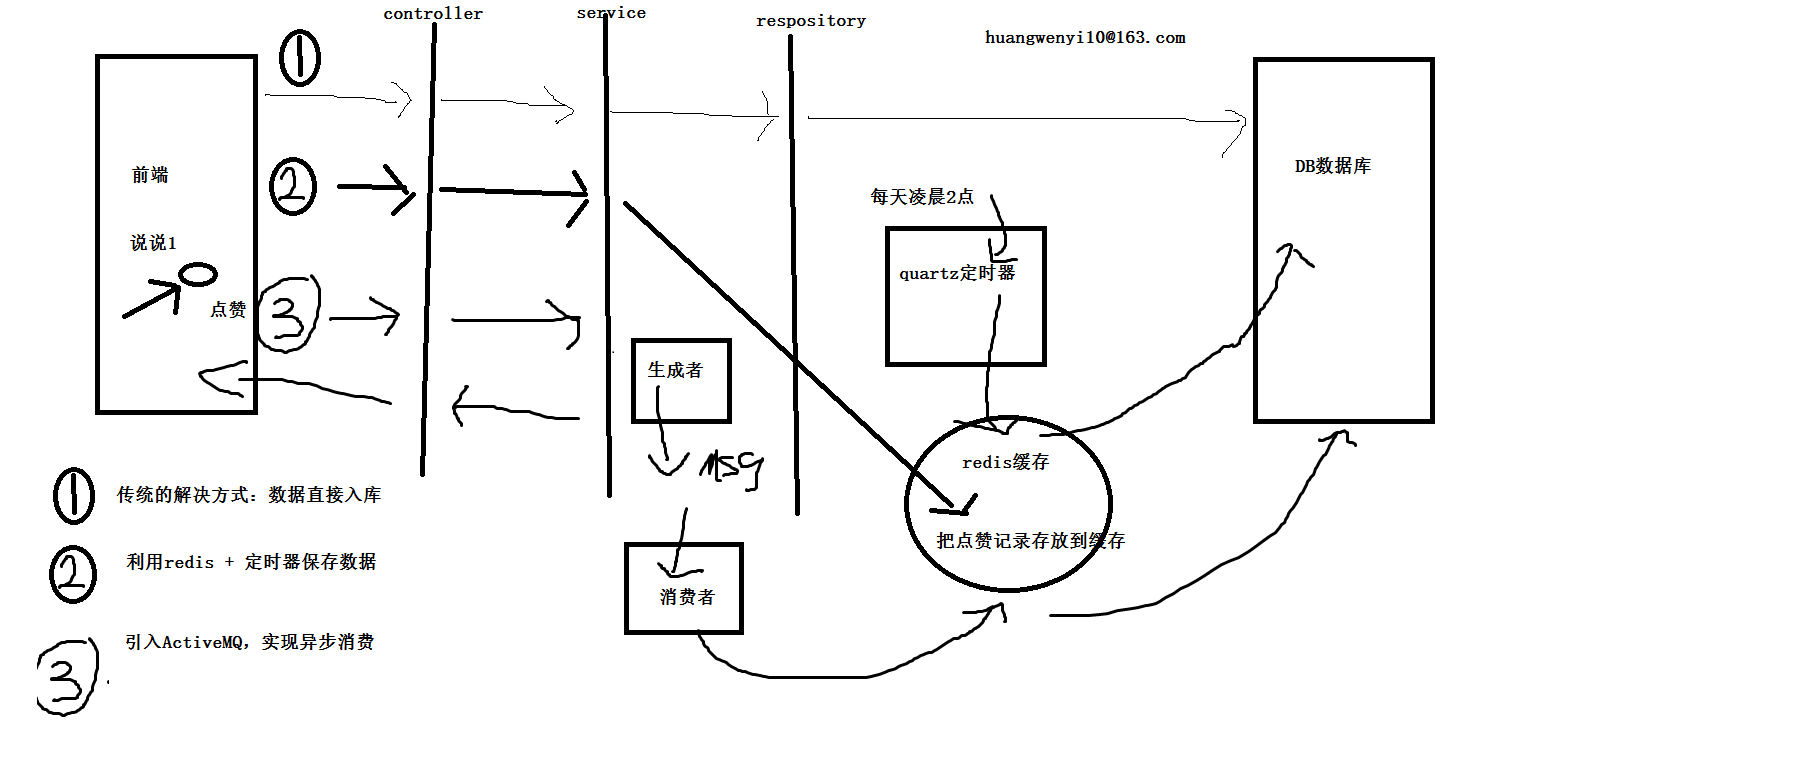 controller
service
respository
huangwenyi10@163.com
1
前端
DB数据库
2
每天凌晨2点
说说1
quartz定时器
点赞
3
生成者
MSG
redis缓存
1 传统的解决方式：数据直接入库
把点赞记录存放到缓存
2 利用redis + 定时器保存数据
消费者
3 引入ActiveMQ，实现异步消费